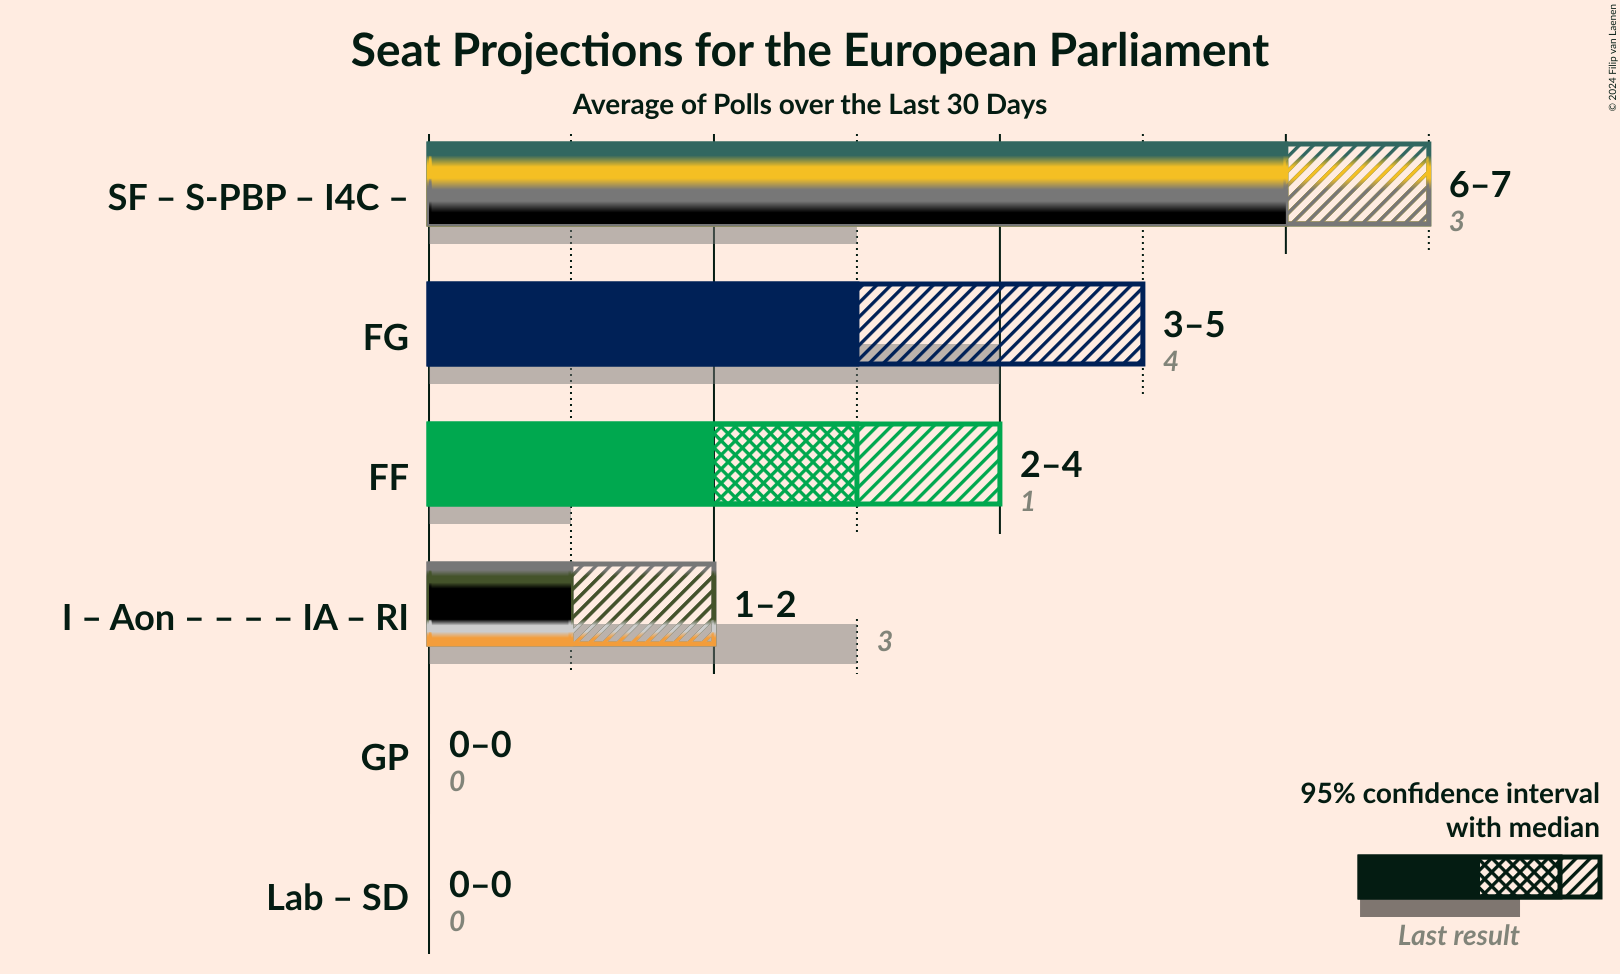 Seat Projections for the European Parliament
Average of Polls over the Last 30 Days
© 2024 Filip van Laenen
SF – S-PBP – I4C –
6–7
3
FG
3–5
4
FF
2–4
1
I – Aon – – – – IA – RI
1–2
3
GP
0–0
0
Lab – SD
0–0
0
95% confidence interval
with median
Last result